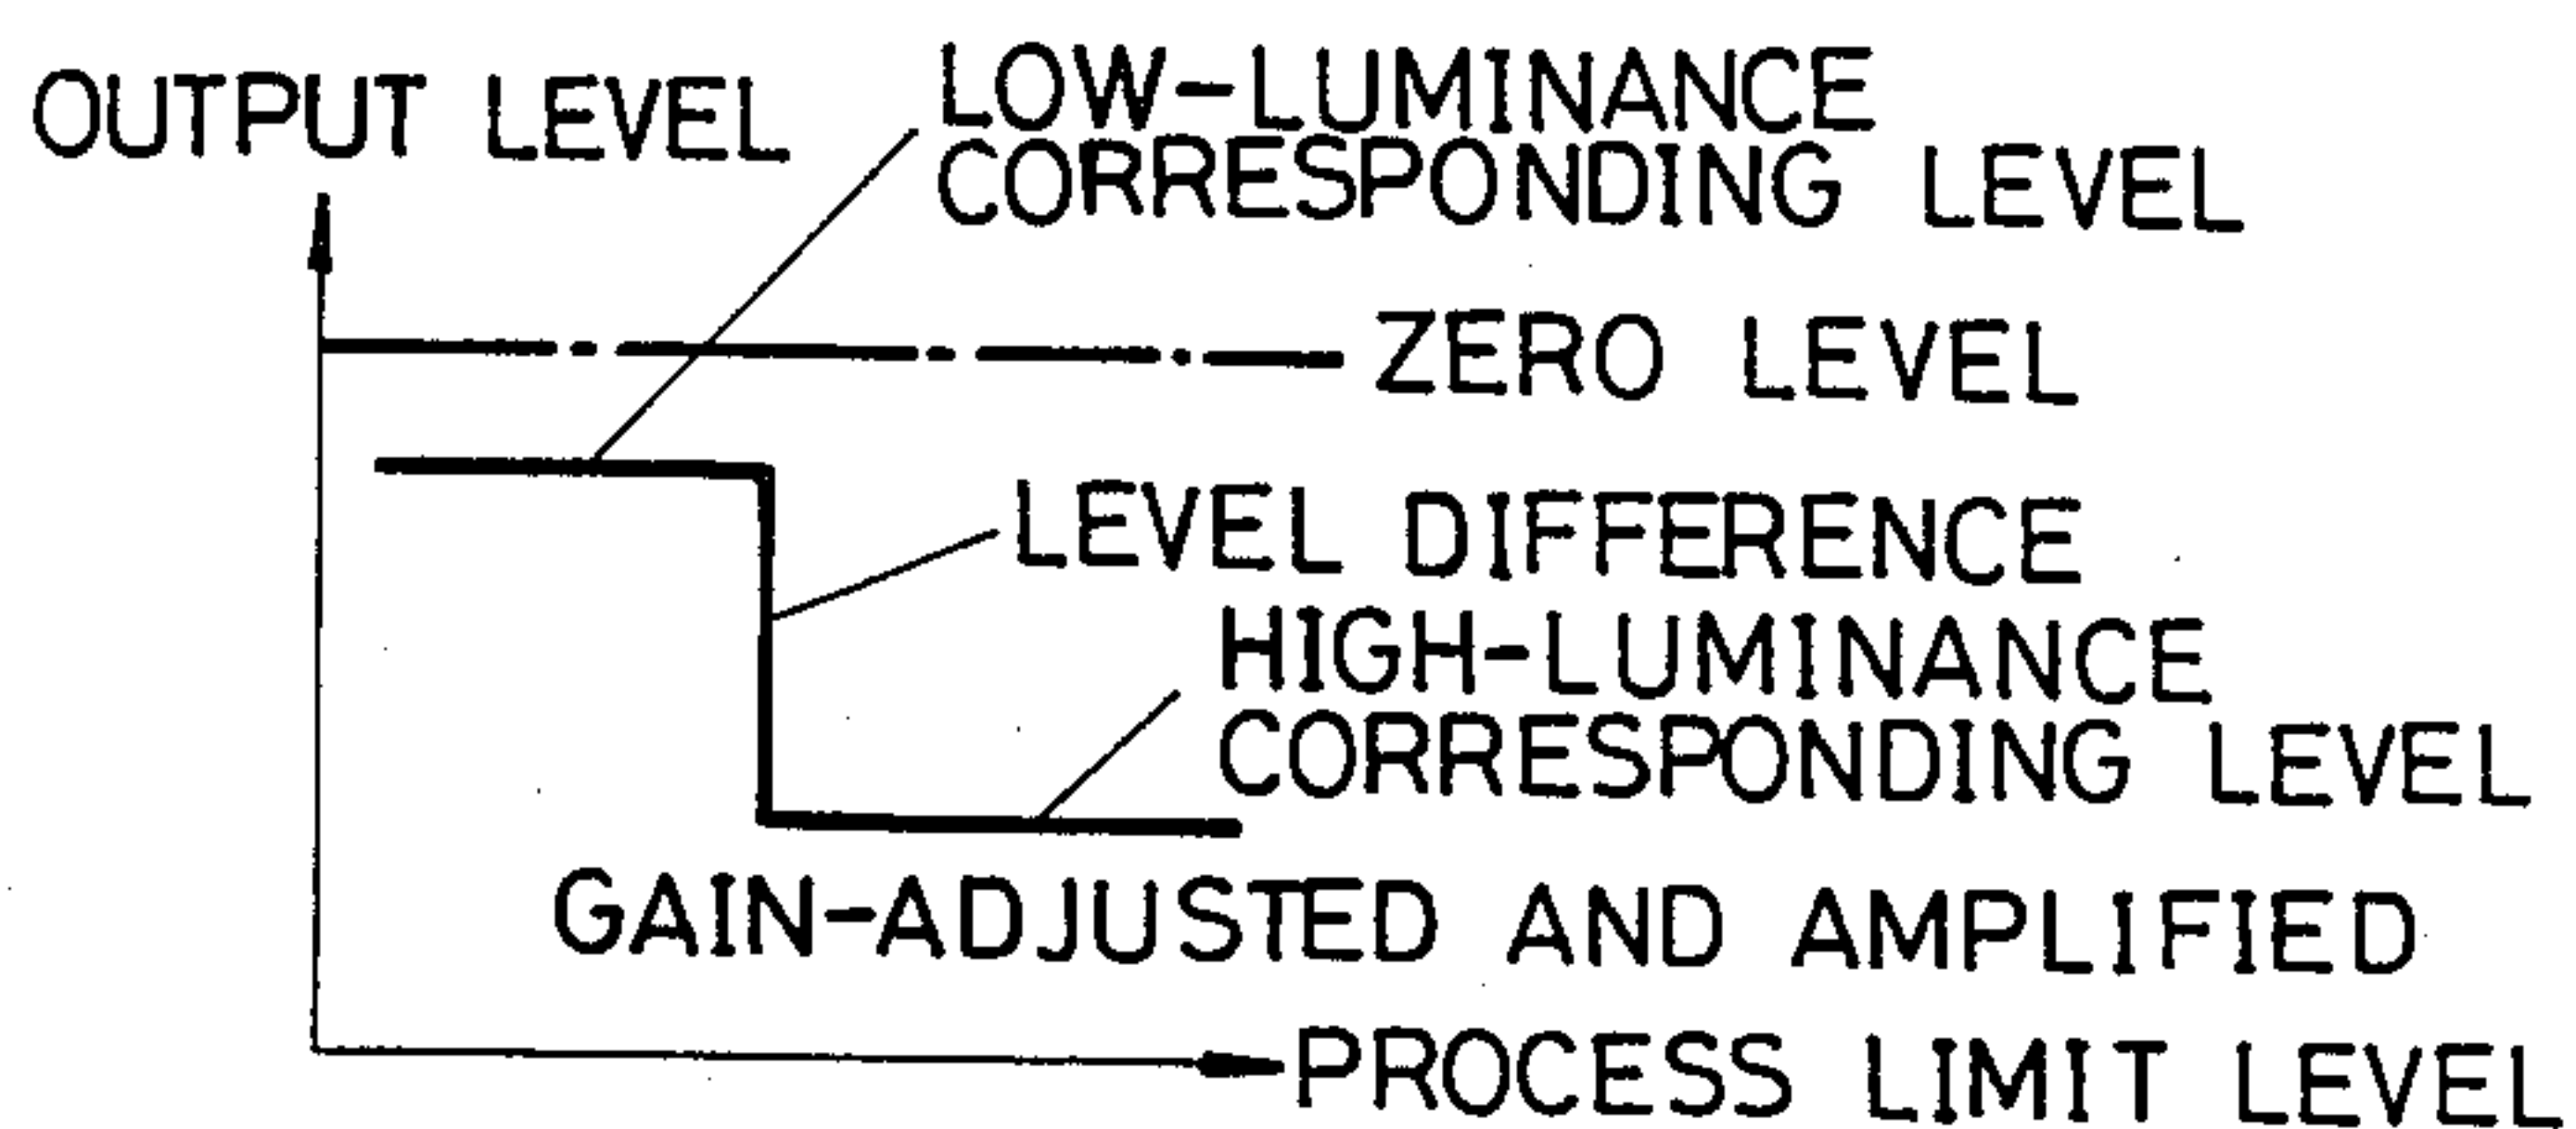 OUTPUT LEVEL
LOW-LUMINANCE
CORRESPONDING LEVEL
ZERO LEVEL
LEVEL DIFFERENCE
HIGH-LUMINANCE
CORRESPONDING LEVEL
GAIN-ADJUSTED AND AMPLIFIED
PROCESS LIMIT LEVEL